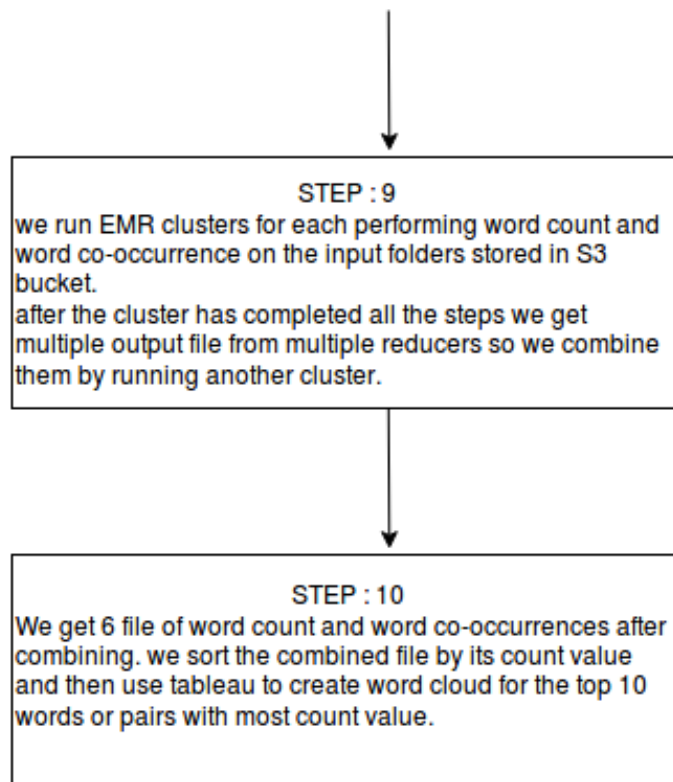 STEP : 9
we run EMR clusters for each performing word count and
word co-occurrence on the input folders stored in S3
bucket.
after the cluster has completed all the steps we get
multiple output file from multiple reducers so we combine
them by running another cluster.
STEP : 10
We get 6 file of word count and word co-occurrences after
combining. we sort the combined file by its count value
and then use tableau to create word cloud for the top 10
words or pairs with most count value.